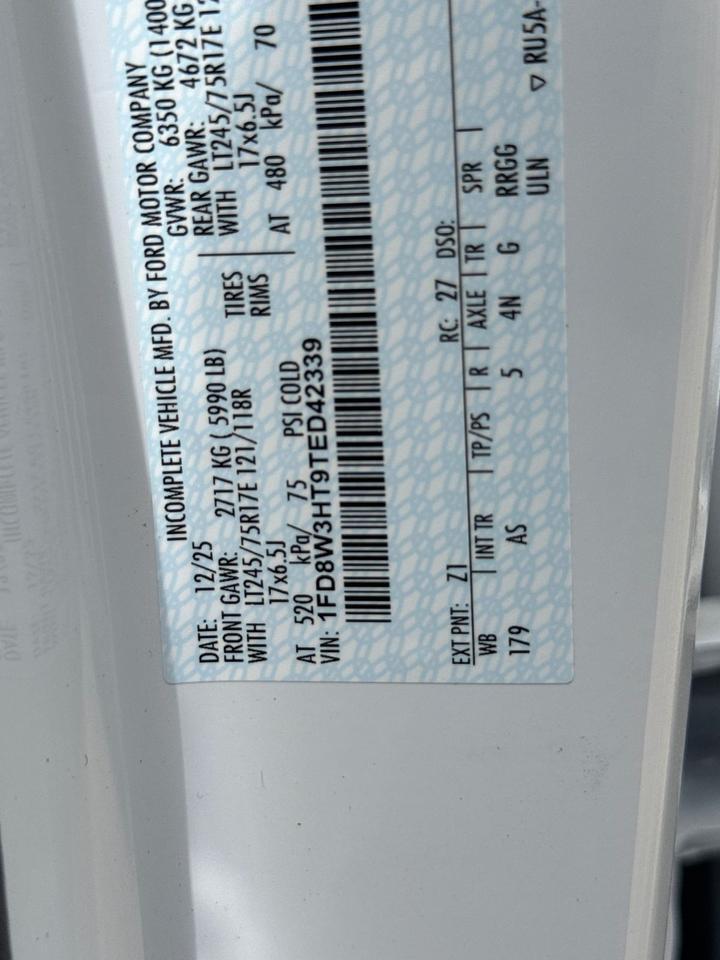 INCOMPLETE VEHICLE MFD. BY FORD MOTOR COMPANY
DATE: 12/25 GVWR: 6350 KG (1400
FRONT GAWR: 2717 KG ( 5990 LB) REAR GAWR: 4672 KG
WITH LT245/75R17E 121/118R TIRES WITH LT245/75R17E 12
17x6.5J RIMS 17x6.5J
AT 520 kPa/ 75 PSI COLD AT 480 kPa/ 70
VIN: 1FD8W3HT9TED42339
EXT PNT: Z1 RC: 27 DSO:
WB INT TR TP/PS R AXLE TR SPR
179 AS 5 4N G RRGG
ULN
▽ RU5A-